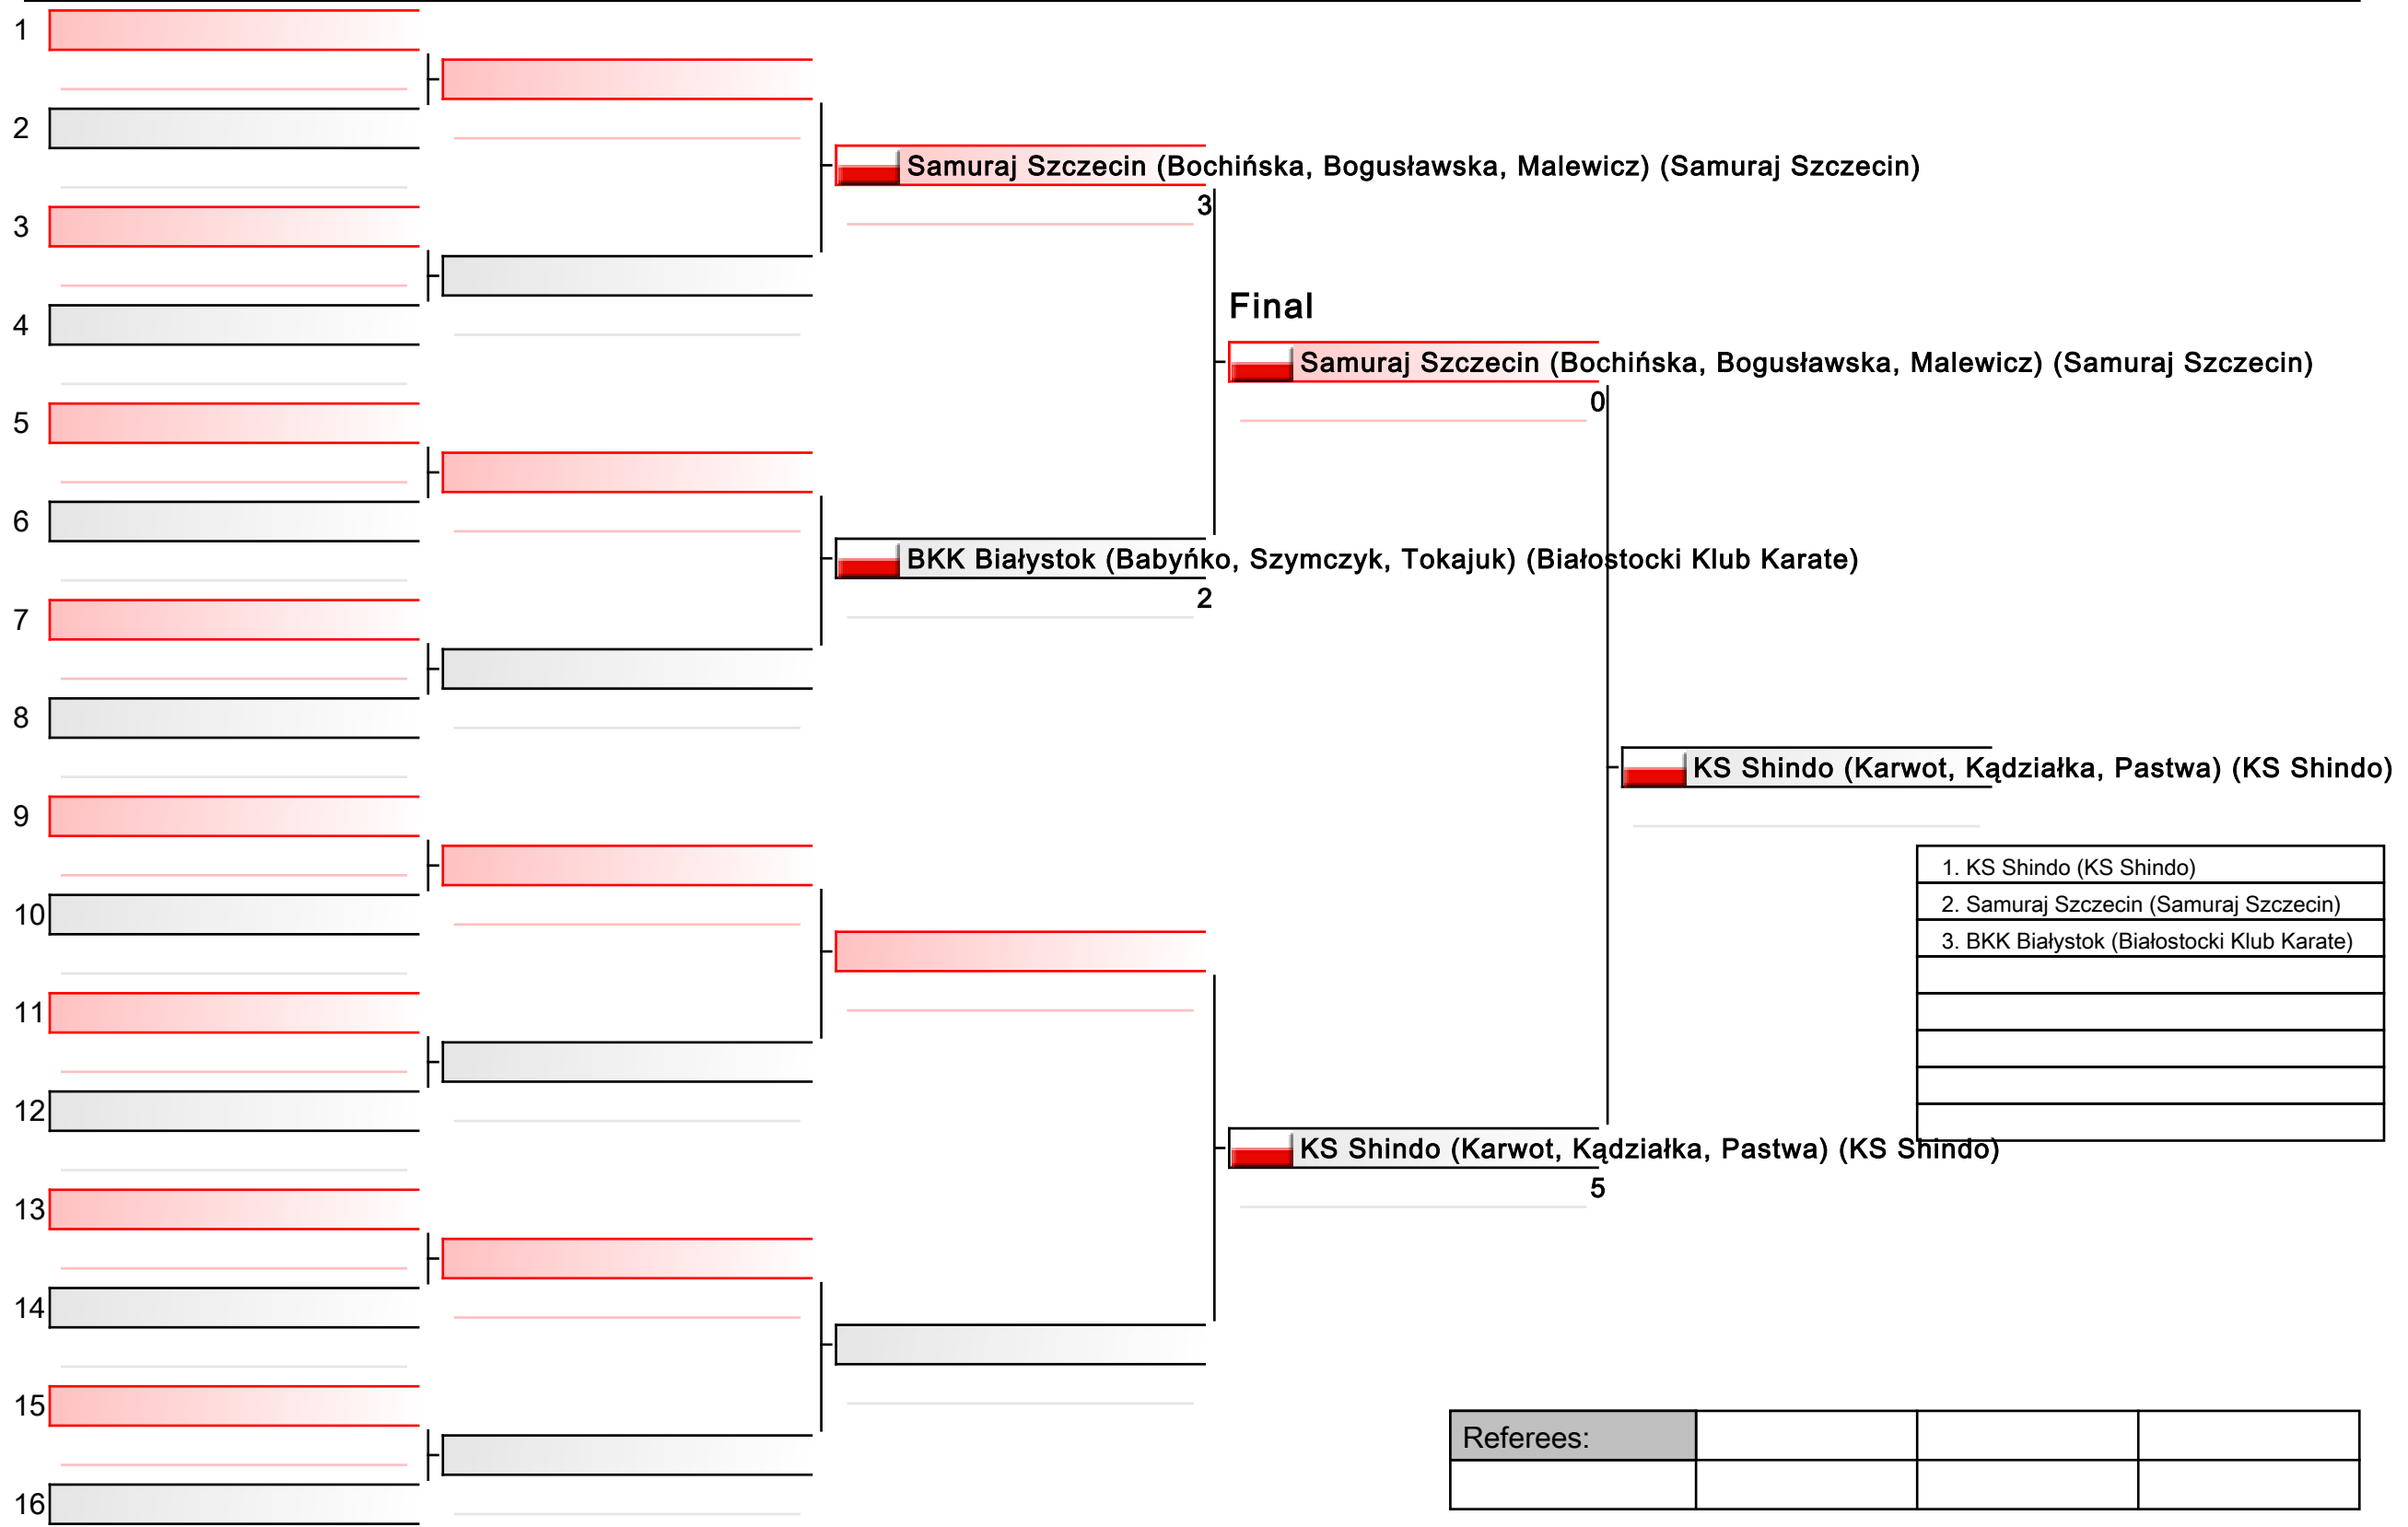 1
2
Samuraj Szczecin (Bochińska, Bogusławska, Malewicz) (Samuraj Szczecin)
3
3
Final
4
Samuraj Szczecin (Bochińska, Bogusławska, Malewicz) (Samuraj Szczecin)
0
5
6
BKK Białystok (Babyńko, Szymczyk, Tokajuk) (Białostocki Klub Karate)
2
7
8
KS Shindo (Karwot, Kądziałka, Pastwa) (KS Shindo)
9
1. KS Shindo (KS Shindo)
2. Samuraj Szczecin (Samuraj Szczecin)
3. BKK Białystok (Białostocki Klub Karate)
10
11
12
KS Shindo (Karwot, Kądziałka, Pastwa) (KS Shindo)
5
13
14
15
Referees:
16